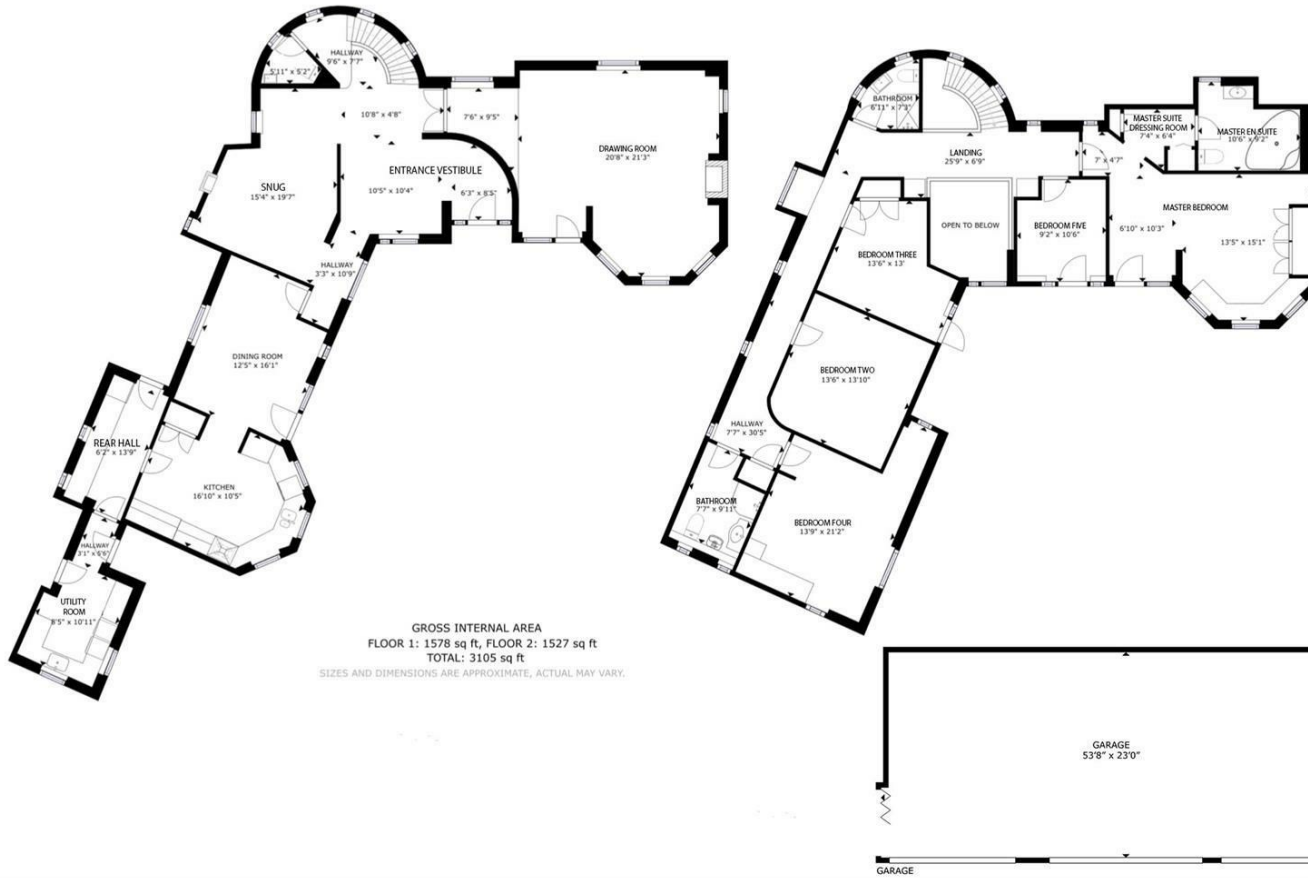 HALLWAY
9'6" x 7'7"
5'11" x 5'2"
10'8" x 4'8"
7'6" x 9'5"
DRAWING ROOM
20'8" x 21'3"
ENTRANCE VESTIBULE
10'5" x 10'4"
6'3" x 8'5"
SNUG
15'4" x 19'7"
HALLWAY
3'3" x 10'9"
DINING ROOM
12'5" x 16'1"
REAR HALL
6'2" x 13'9"
KITCHEN
16'10" x 10'5"
HALLWAY
3'1" x 5'6"
UTILITY
ROOM
8'5" x 10'11"
BATHROOM
6'11" x 7'3"
LANDING
25'9" x 6'9"
MASTER SUITE
DRESSING ROOM
7'4" x 6'4"
MASTER EN SUITE
10'6" x 9'2"
7' x 4'7"
MASTER BEDROOM
6'10" x 10'3"
13'5" x 15'1"
OPEN TO BELOW
BEDROOM FIVE
9'2" x 10'6"
BEDROOM THREE
13'6" x 13'
BEDROOM TWO
13'6" x 13'10"
HALLWAY
7'7" x 30'5"
BATHROOM
7'7" x 9'11"
BEDROOM FOUR
13'9" x 21'2"
GROSS INTERNAL AREA
FLOOR 1: 1578 sq ft, FLOOR 2: 1527 sq ft
TOTAL: 3105 sq ft
SIZES AND DIMENSIONS ARE APPROXIMATE, ACTUAL MAY VARY.
GARAGE
53'8" x 23'0"
GARAGE